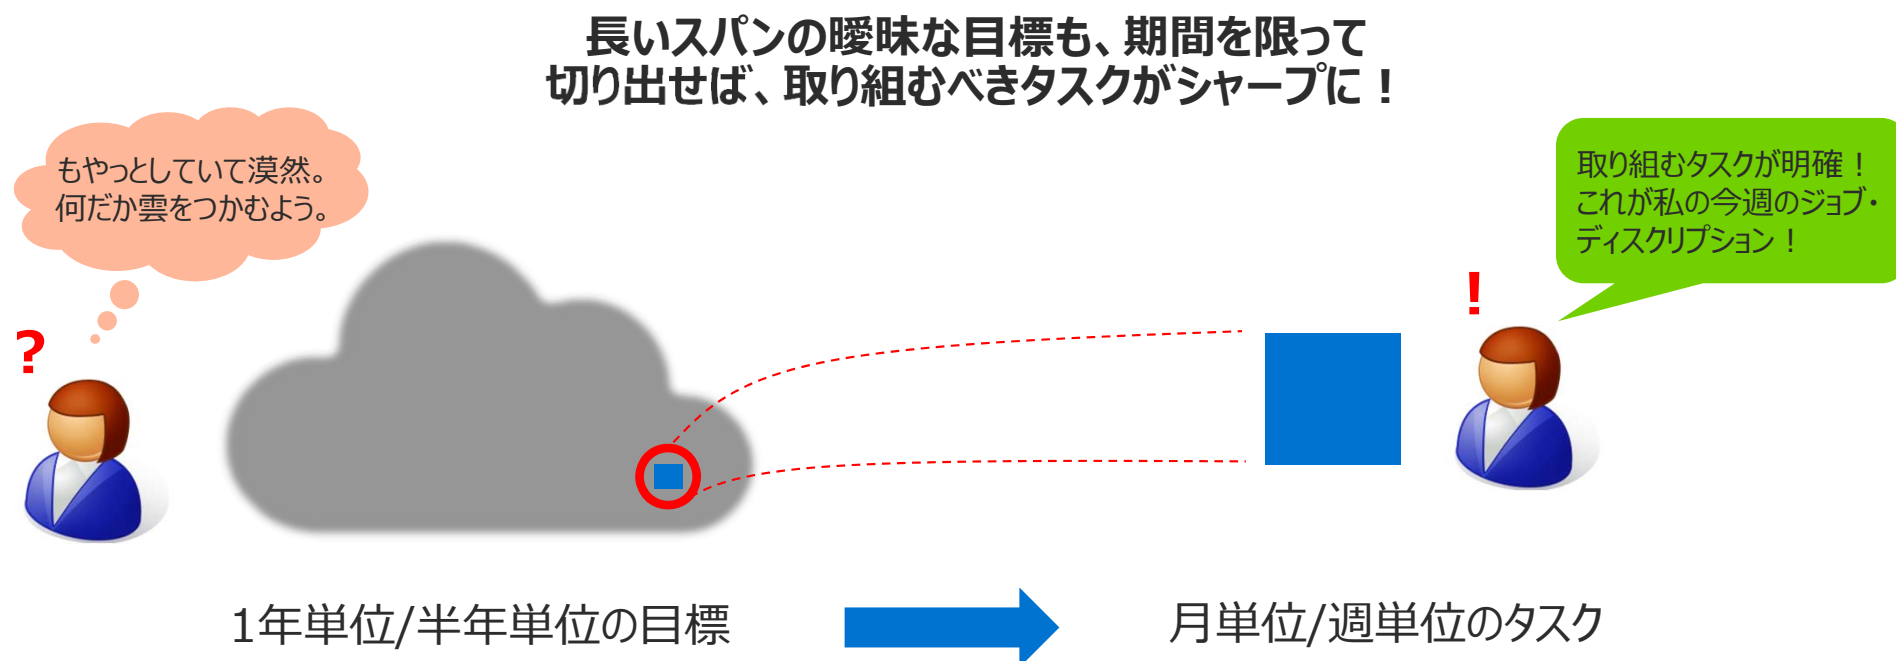 長いスパンの曖昧な目標も、期間を限って
切り出せば、取り組むべきタスクがシャープに！
もやっとしていて漠然。
何だか雲をつかむよう。
?
取り組むタスクが明確！
これが私の今週のジョブ・
ディスクリプション！
!
1年単位/半年単位の目標
月単位/週単位のタスク